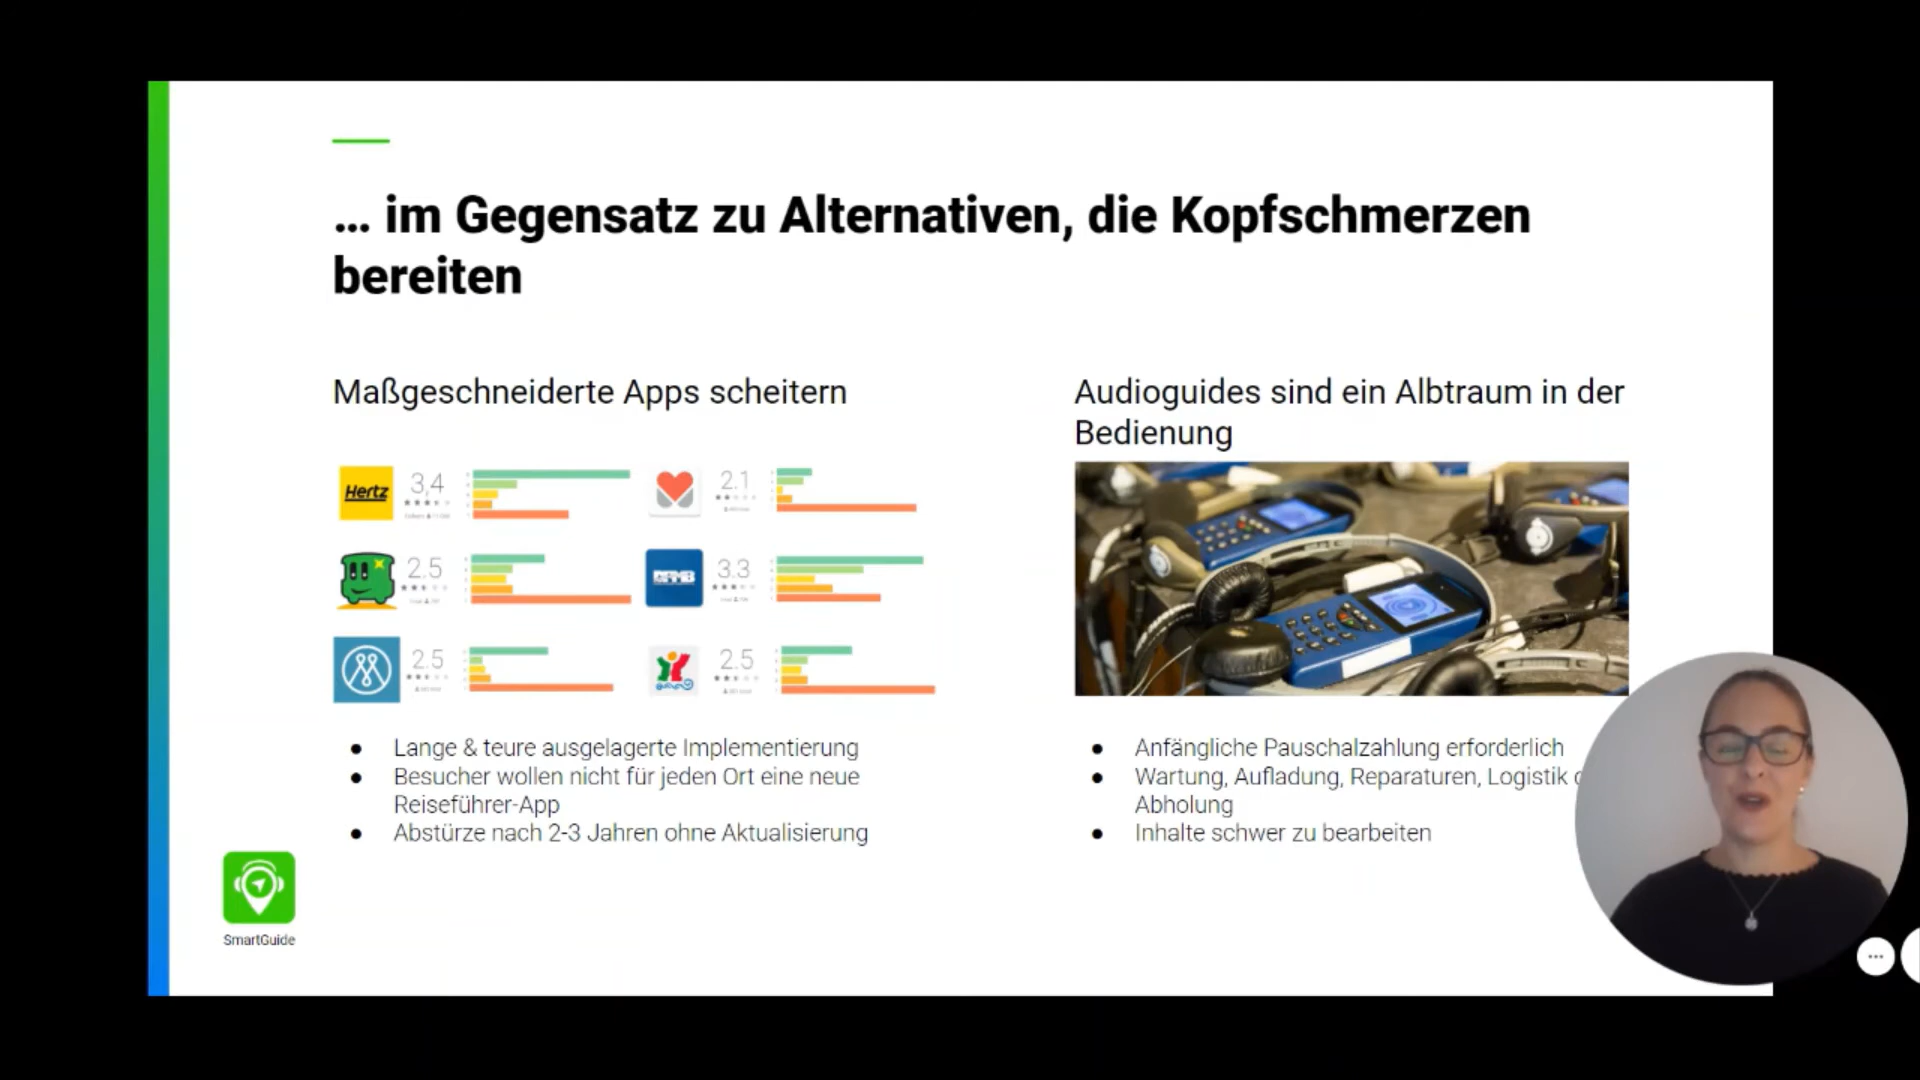 ... im Gegensatz zu Alternativen, die Kopfschmerzen
bereiten
Maßgeschneiderte Apps scheitern
Audioguides sind ein Albtraum in der
Bedienung
Hertz
3,4
2.1
2.5
3.3
2.5
2.5
Lange & teure ausgelagerte Implementierung
Besucher wollen nicht für jeden Ort eine neue
Reiseführer-App
Abstürze nach 2-3 Jahren ohne Aktualisierung
Anfängliche Pauschalzahlung erforderlich
Wartung, Aufladung, Reparaturen, Logistik
Abholung
Inhalte schwer zu bearbeiten
SmartGuide